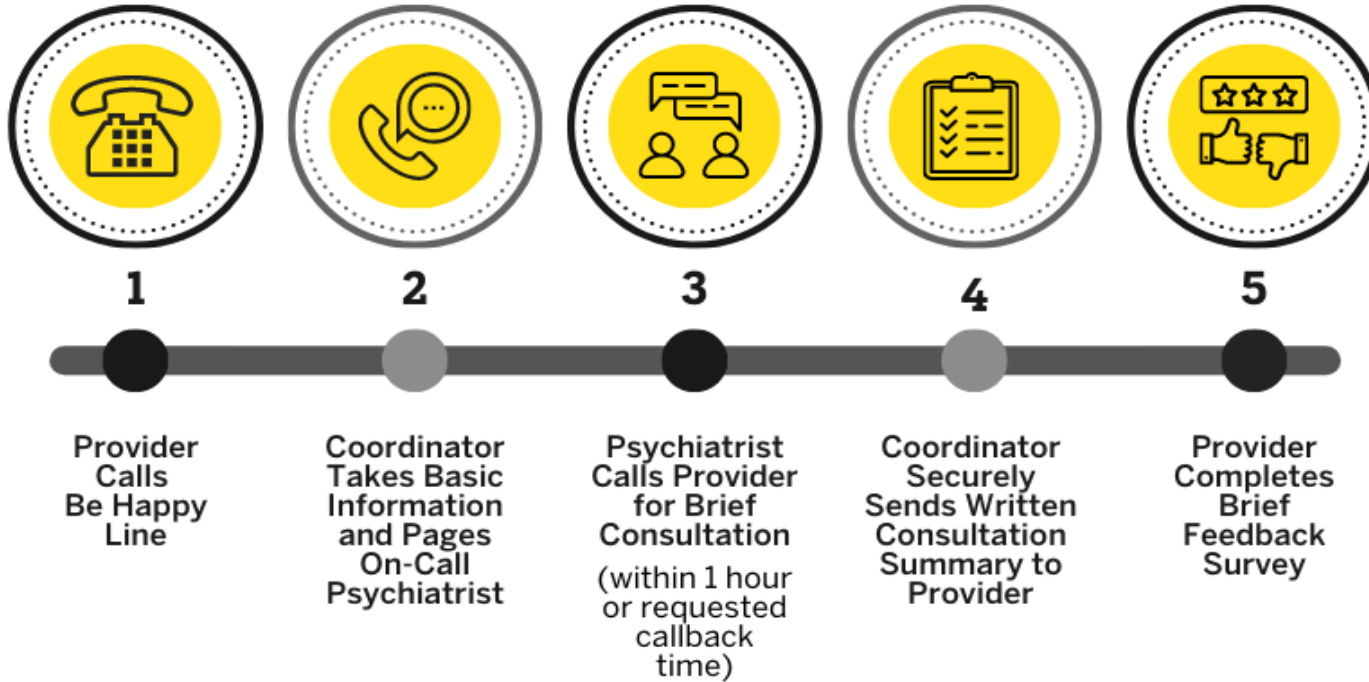 1
Provider
Calls
Be Happy
Line
2
Coordinator
Takes Basic
Information
and Pages
On-Call
Psychiatrist
3
Psychiatrist
Calls Provider
for Brief
Consultation
(within 1 hour
or requested
callback
time)
4
Coordinator
Securely
Sends Written
Consultation
Summary to
Provider
5
Provider
Completes
Brief
Feedback
Survey